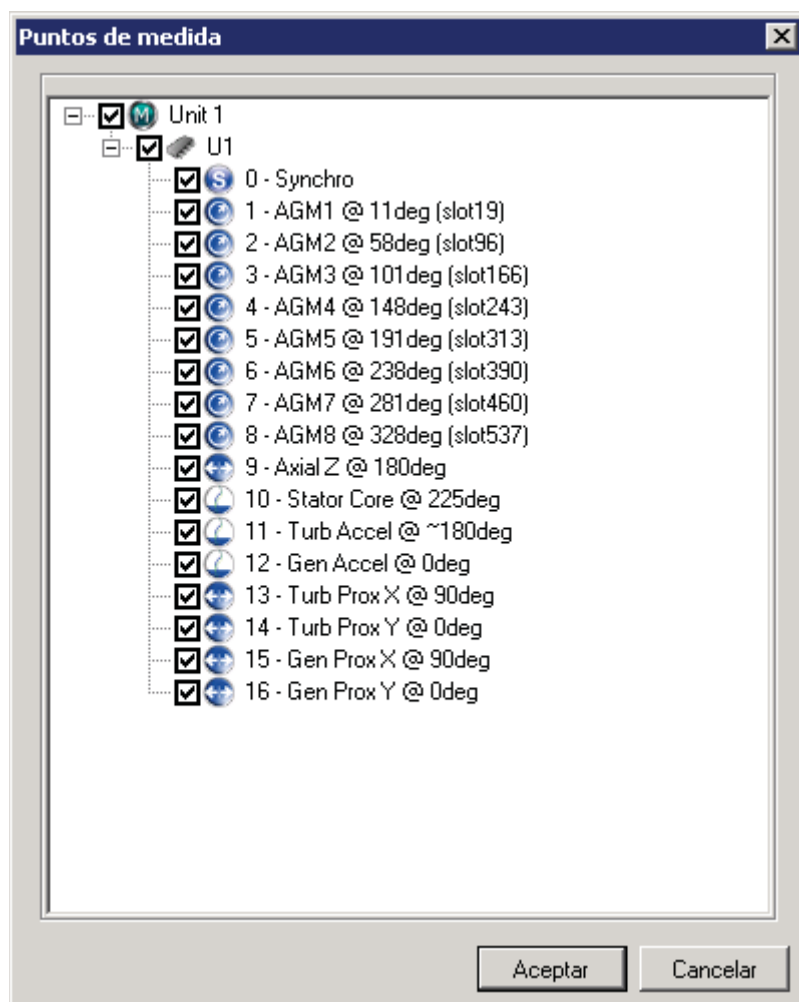 Puntos de medida
Unit 1
U1
0 - Synchro
1 - AGM1 @ 11deg (slot19)
2 - AGM2 @ 58deg (slot96)
3 - AGM3 @ 101deg (slot166)
4 - AGM4 @ 148deg (slot243)
5 - AGM5 @ 191deg (slot313)
6 - AGM6 @ 238deg (slot390)
7 - AGM7 @ 281deg (slot460)
8 - AGM8 @ 328deg (slot537)
9 - Axial Z @ 180deg
10 - Stator Core @ 225deg
11 - Turb Accel @ ~180deg
12 - Gen Accel @ 0deg
13 - Turb Prox X @ 90deg
14 - Turb Prox Y @ 0deg
15 - Gen Prox X @ 90deg
16 - Gen Prox Y @ 0deg
Aceptar Cancelar